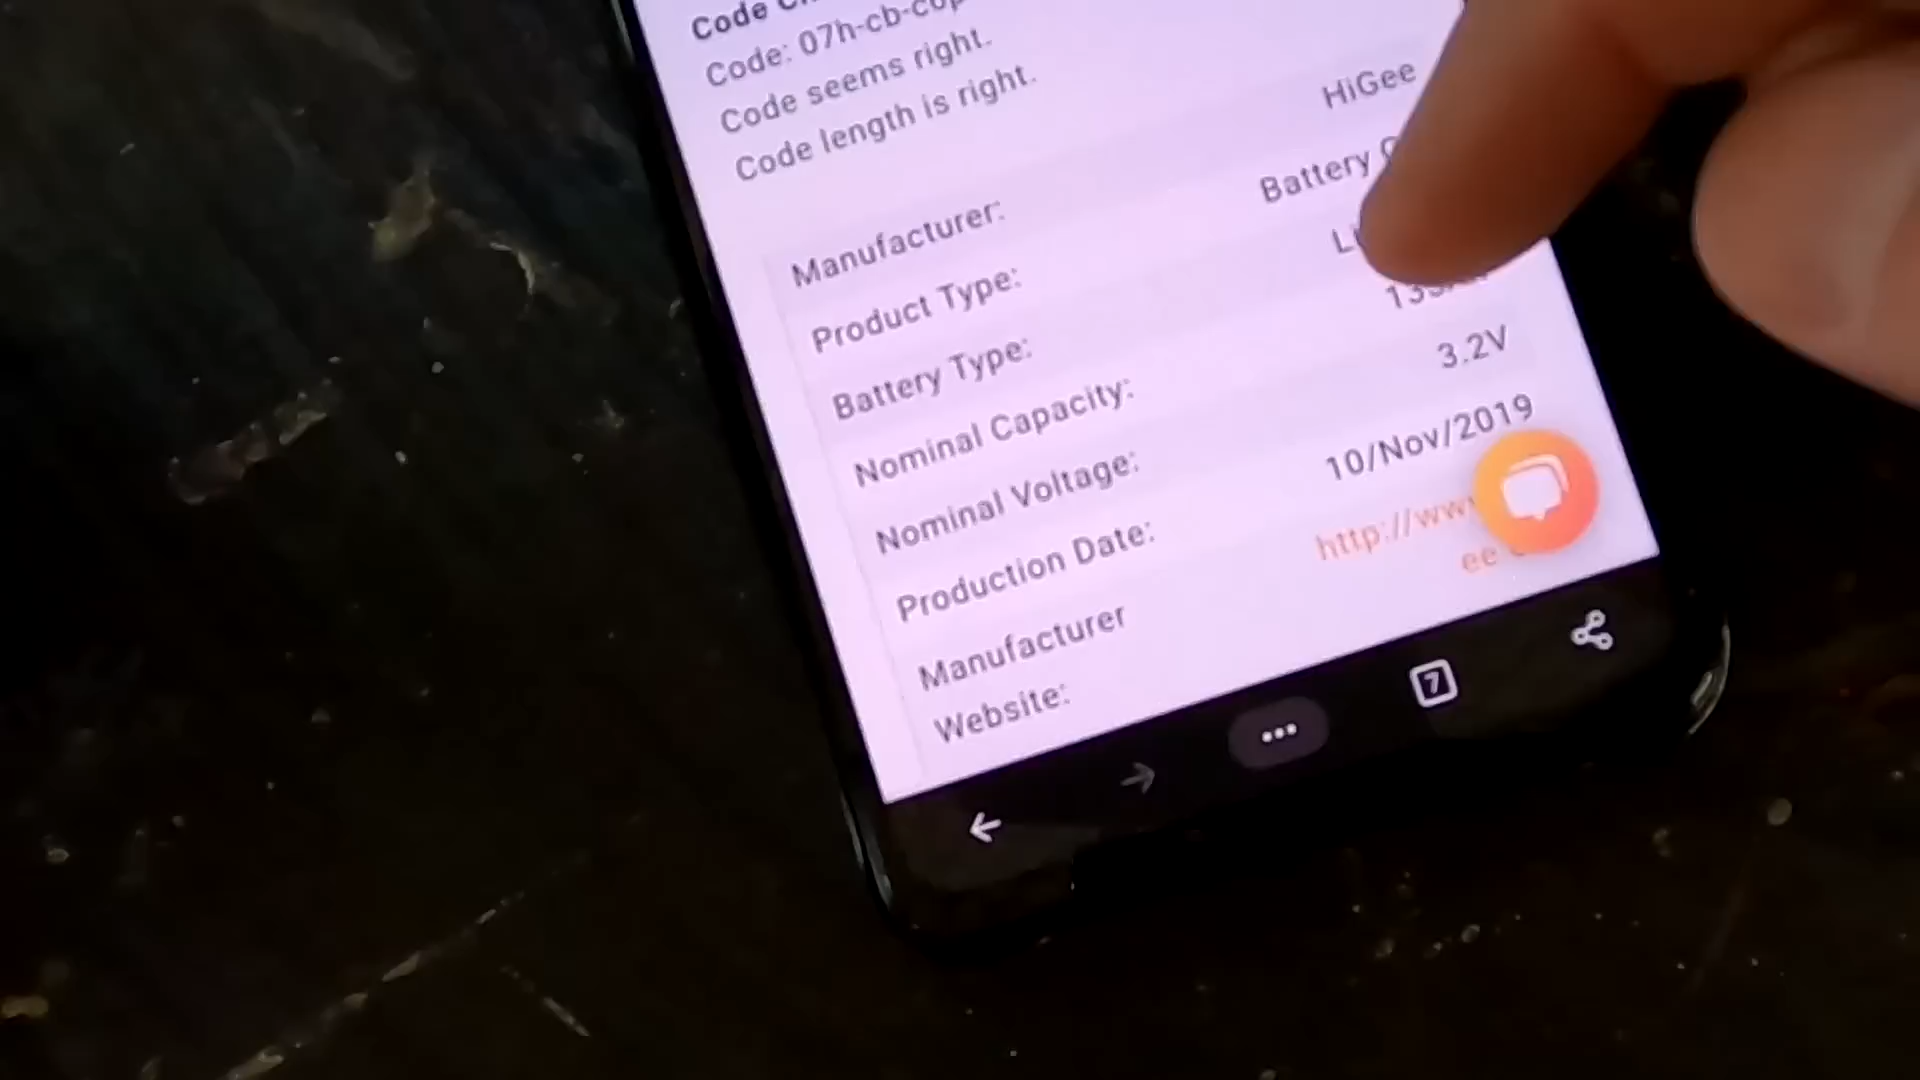 Code
Code: 07h-cb-c
Code seems right.
Code length is right.
Manufacturer: HiGee
Product Type: Battery
Battery Type:
Nominal Capacity:
Nominal Voltage: 3.2V
Production Date: 10/Nov/2019
Manufacturer http://ww
Website: ee
7